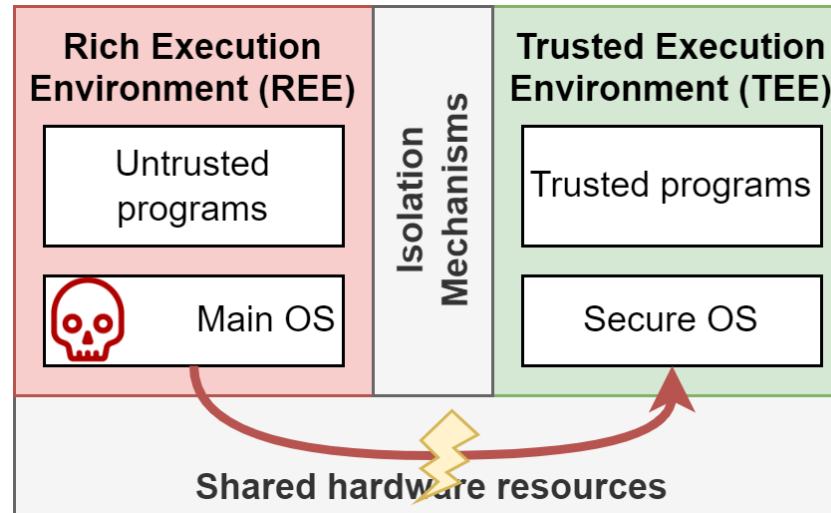 Rich Execution
Environment (REE)
Untrusted
programs
Main OS
Isolation
Mechanisms
Trusted Execution
Environment (TEE)
Trusted programs
Secure OS
Shared hardware resources